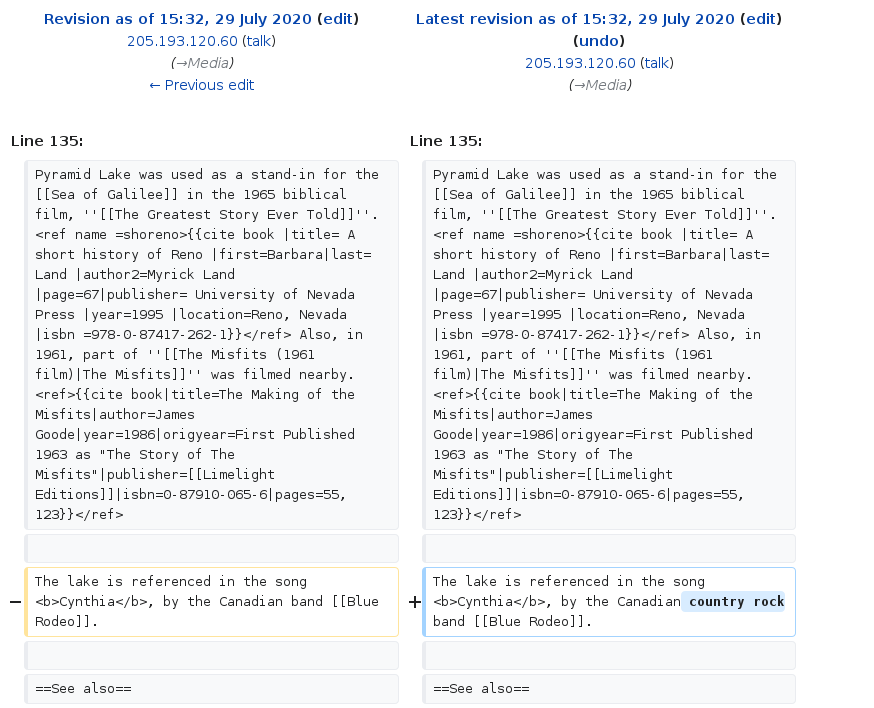 Revision as of 15:32, 29 July 2020 (edit)
205.193.120.60 (talk)
(→Media)
← Previous edit
Latest revision as of 15:32, 29 July 2020 (edit)
(undo)
205.193.120.60 (talk)
(→Media)
Line 135:
Pyramid Lake was used as a stand-in for the
[[Sea of Galilee]] in the 1965 biblical
film, ''[[The Greatest Story Ever Told]]''.
<ref name =shoreno>{{cite book |title= A
short history of Reno |first=Barbara|last=
Land |author2=Myrick Land
|page=67|publisher= University of Nevada
Press |year=1995 |location=Reno, Nevada
|isbn =978-0-87417-262-1}}</ref> Also, in
1961, part of ''[[The Misfits (1961
film)|The Misfits]]'' was filmed nearby.
<ref>{{cite book|title=The Making of the
Misfits|author=James
Goode|year=1986|origyear=First Published
1963 as "The Story of The
Misfits"|publisher=[[Limelight
Editions]]|isbn=0-87910-065-6|pages=55,
123}}</ref>
− The lake is referenced in the song
<b>Cynthia</b>, by the Canadian band [[Blue
Rodeo]].
==See also==
Line 135:
Pyramid Lake was used as a stand-in for the
[[Sea of Galilee]] in the 1965 biblical
film, ''[[The Greatest Story Ever Told]]''.
<ref name =shoreno>{{cite book |title= A
short history of Reno |first=Barbara|last=
Land |author2=Myrick Land
|page=67|publisher= University of Nevada
Press |year=1995 |location=Reno, Nevada
|isbn =978-0-87417-262-1}}</ref> Also, in
1961, part of ''[[The Misfits (1961
film)|The Misfits]]'' was filmed nearby.
<ref>{{cite book|title=The Making of the
Misfits|author=James
Goode|year=1986|origyear=First Published
1963 as "The Story of The
Misfits"|publisher=[[Limelight
Editions]]|isbn=0-87910-065-6|pages=55,
123}}</ref>
+ The lake is referenced in the song
<b>Cynthia</b>, by the Canadian country rock
band [[Blue Rodeo]].
==See also==